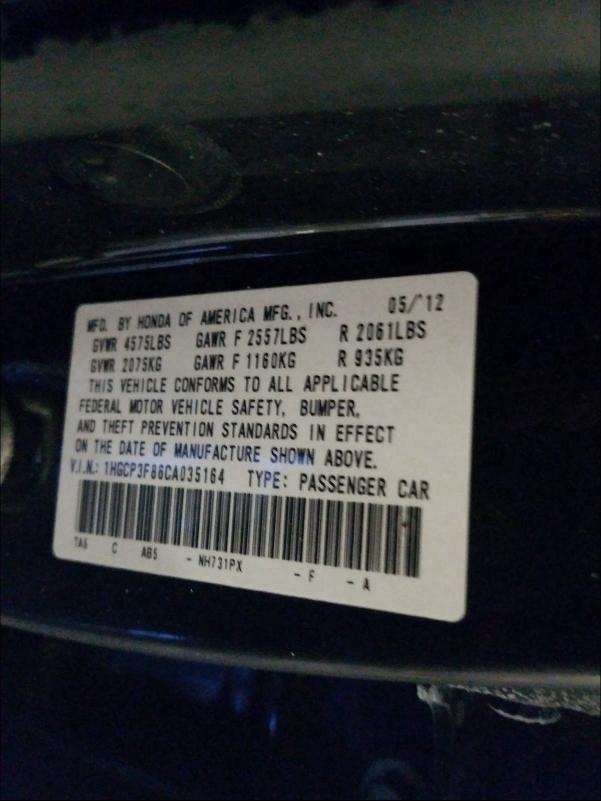 MFD. BY HONDA OF AMERICA MFG., INC. 05/12
GVWR 4575LBS GAWR F 2557LBS R 2061LBS
GVWR 2075KG GAWR F 1160KG R 935KG
THIS VEHICLE CONFORMS TO ALL APPLICABLE
FEDERAL MOTOR VEHICLE SAFETY, BUMPER,
AND THEFT PREVENTION STANDARDS IN EFFECT
ON THE DATE OF MANUFACTURE SHOWN ABOVE.
V.I.N.: 1HGCP3F86CA035164 TYPE: PASSENGER CAR
TA6 C AB5 - NH731PX - F - A